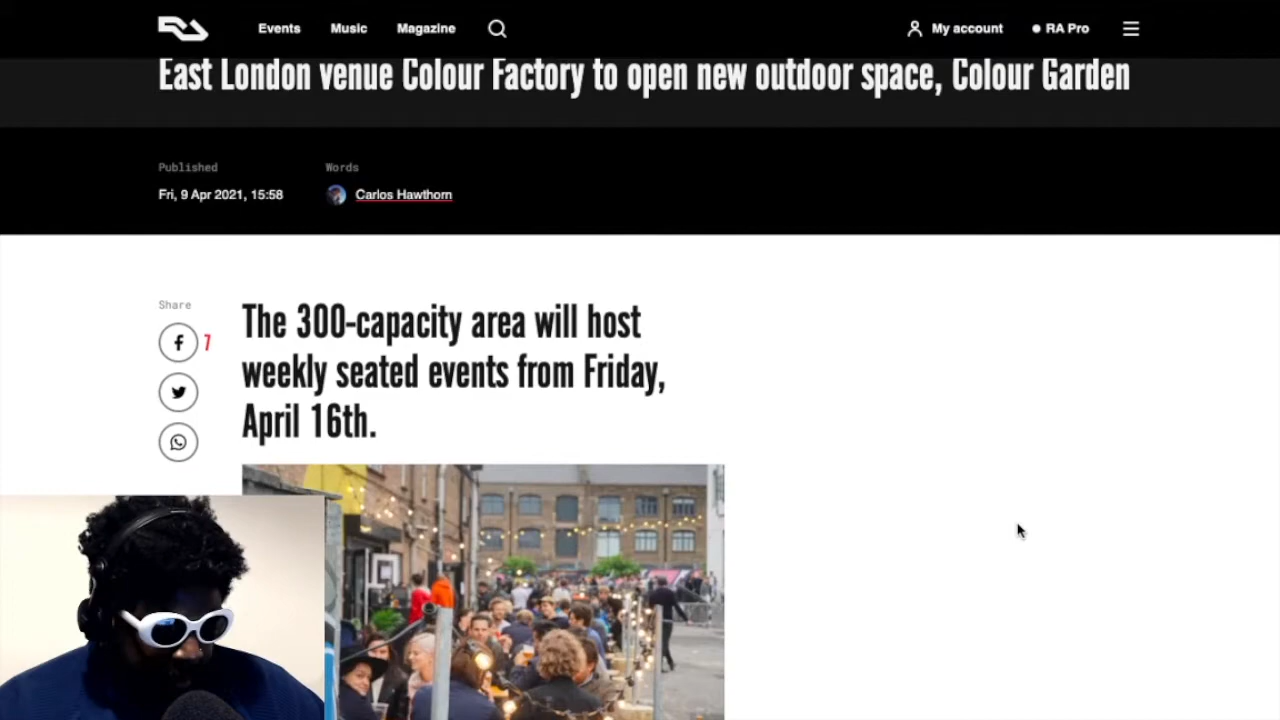 Events Music Magazine My account RA Pro
East London venue Colour Factory to open new outdoor space, Colour Garden
Published Words
Fri, 9 Apr 2021, 15:58 Carlos Hawthorn
Share
7
The 300-capacity area will host
weekly seated events from Friday,
April 16th.